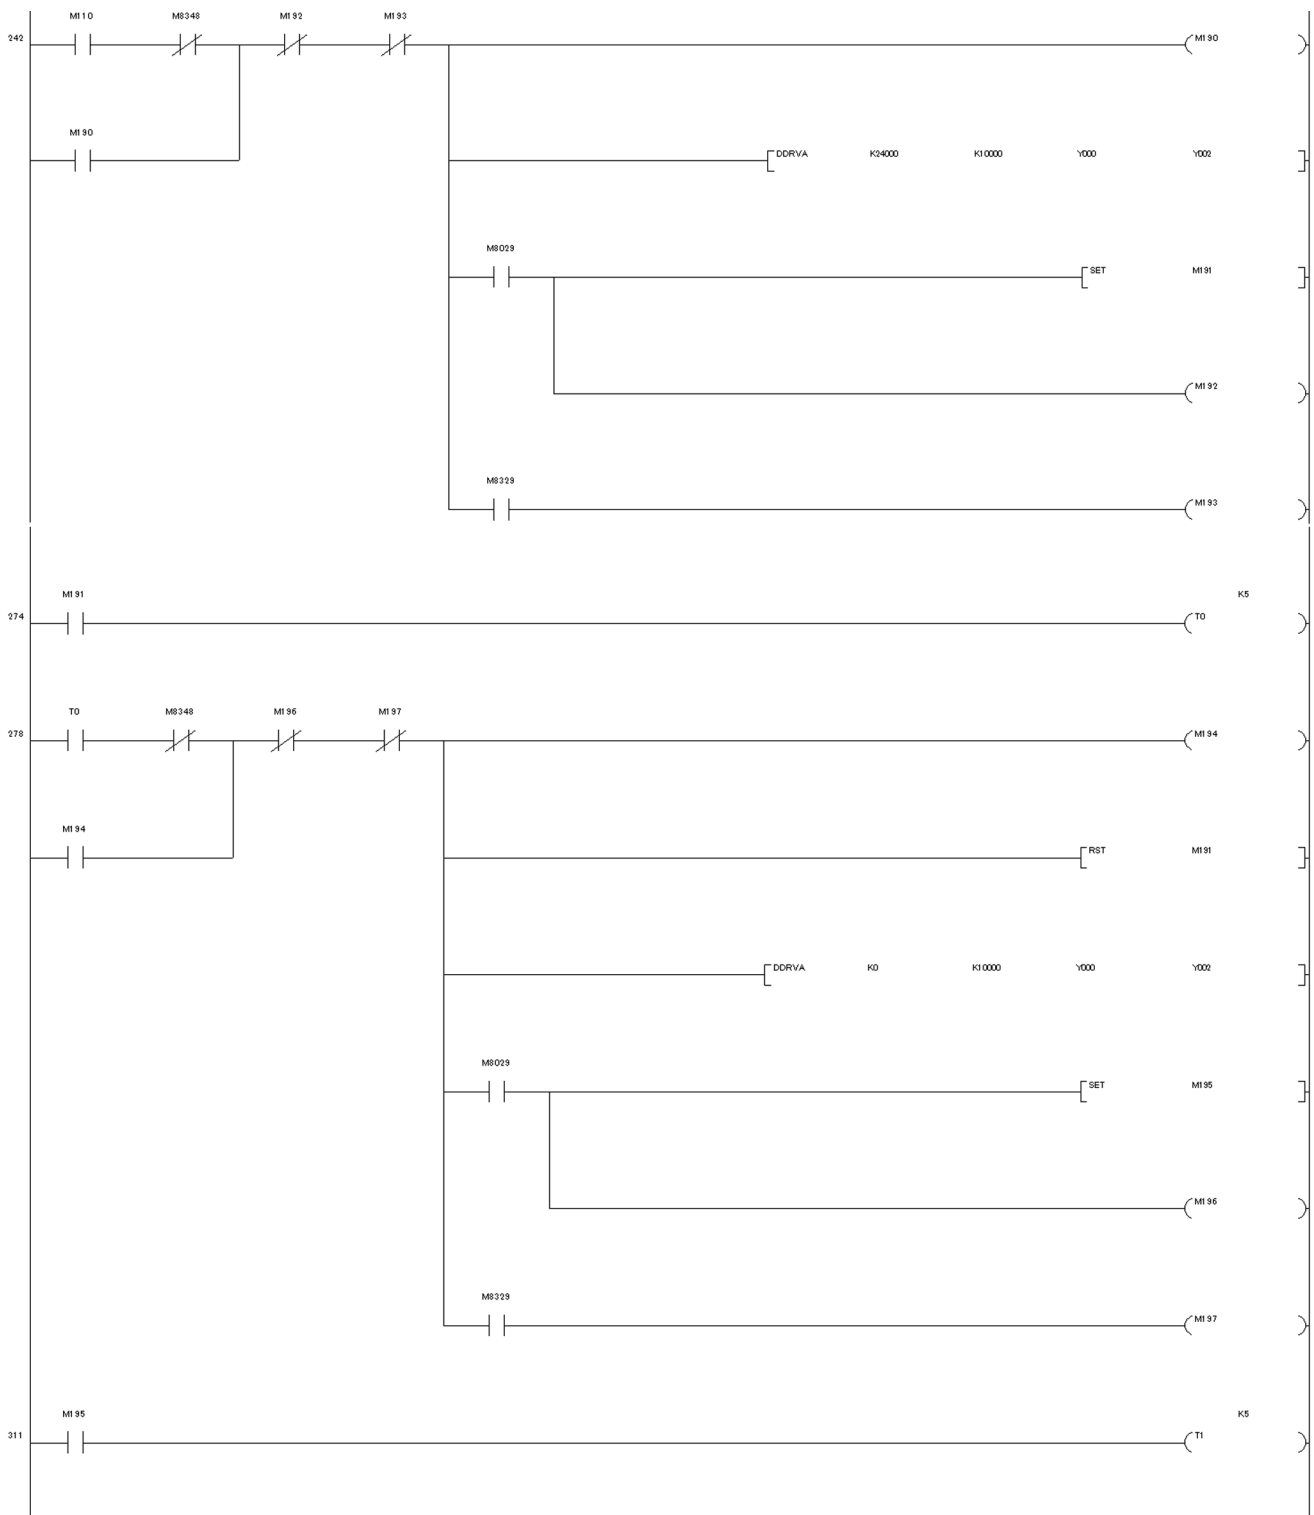 M110 M8348 M192 M193
242 M190
M190
DDRVA K24000 K10000 Y000 Y002
M8029
SET M191
M192
M8329
M193
M191 K5
274 T0
T0 M8348 M196 M197
278 M194
M194
RST M191
DDRVA K0 K10000 Y000 Y002
M8029
SET M195
M196
M8329
M197
M195 K5
311 T1